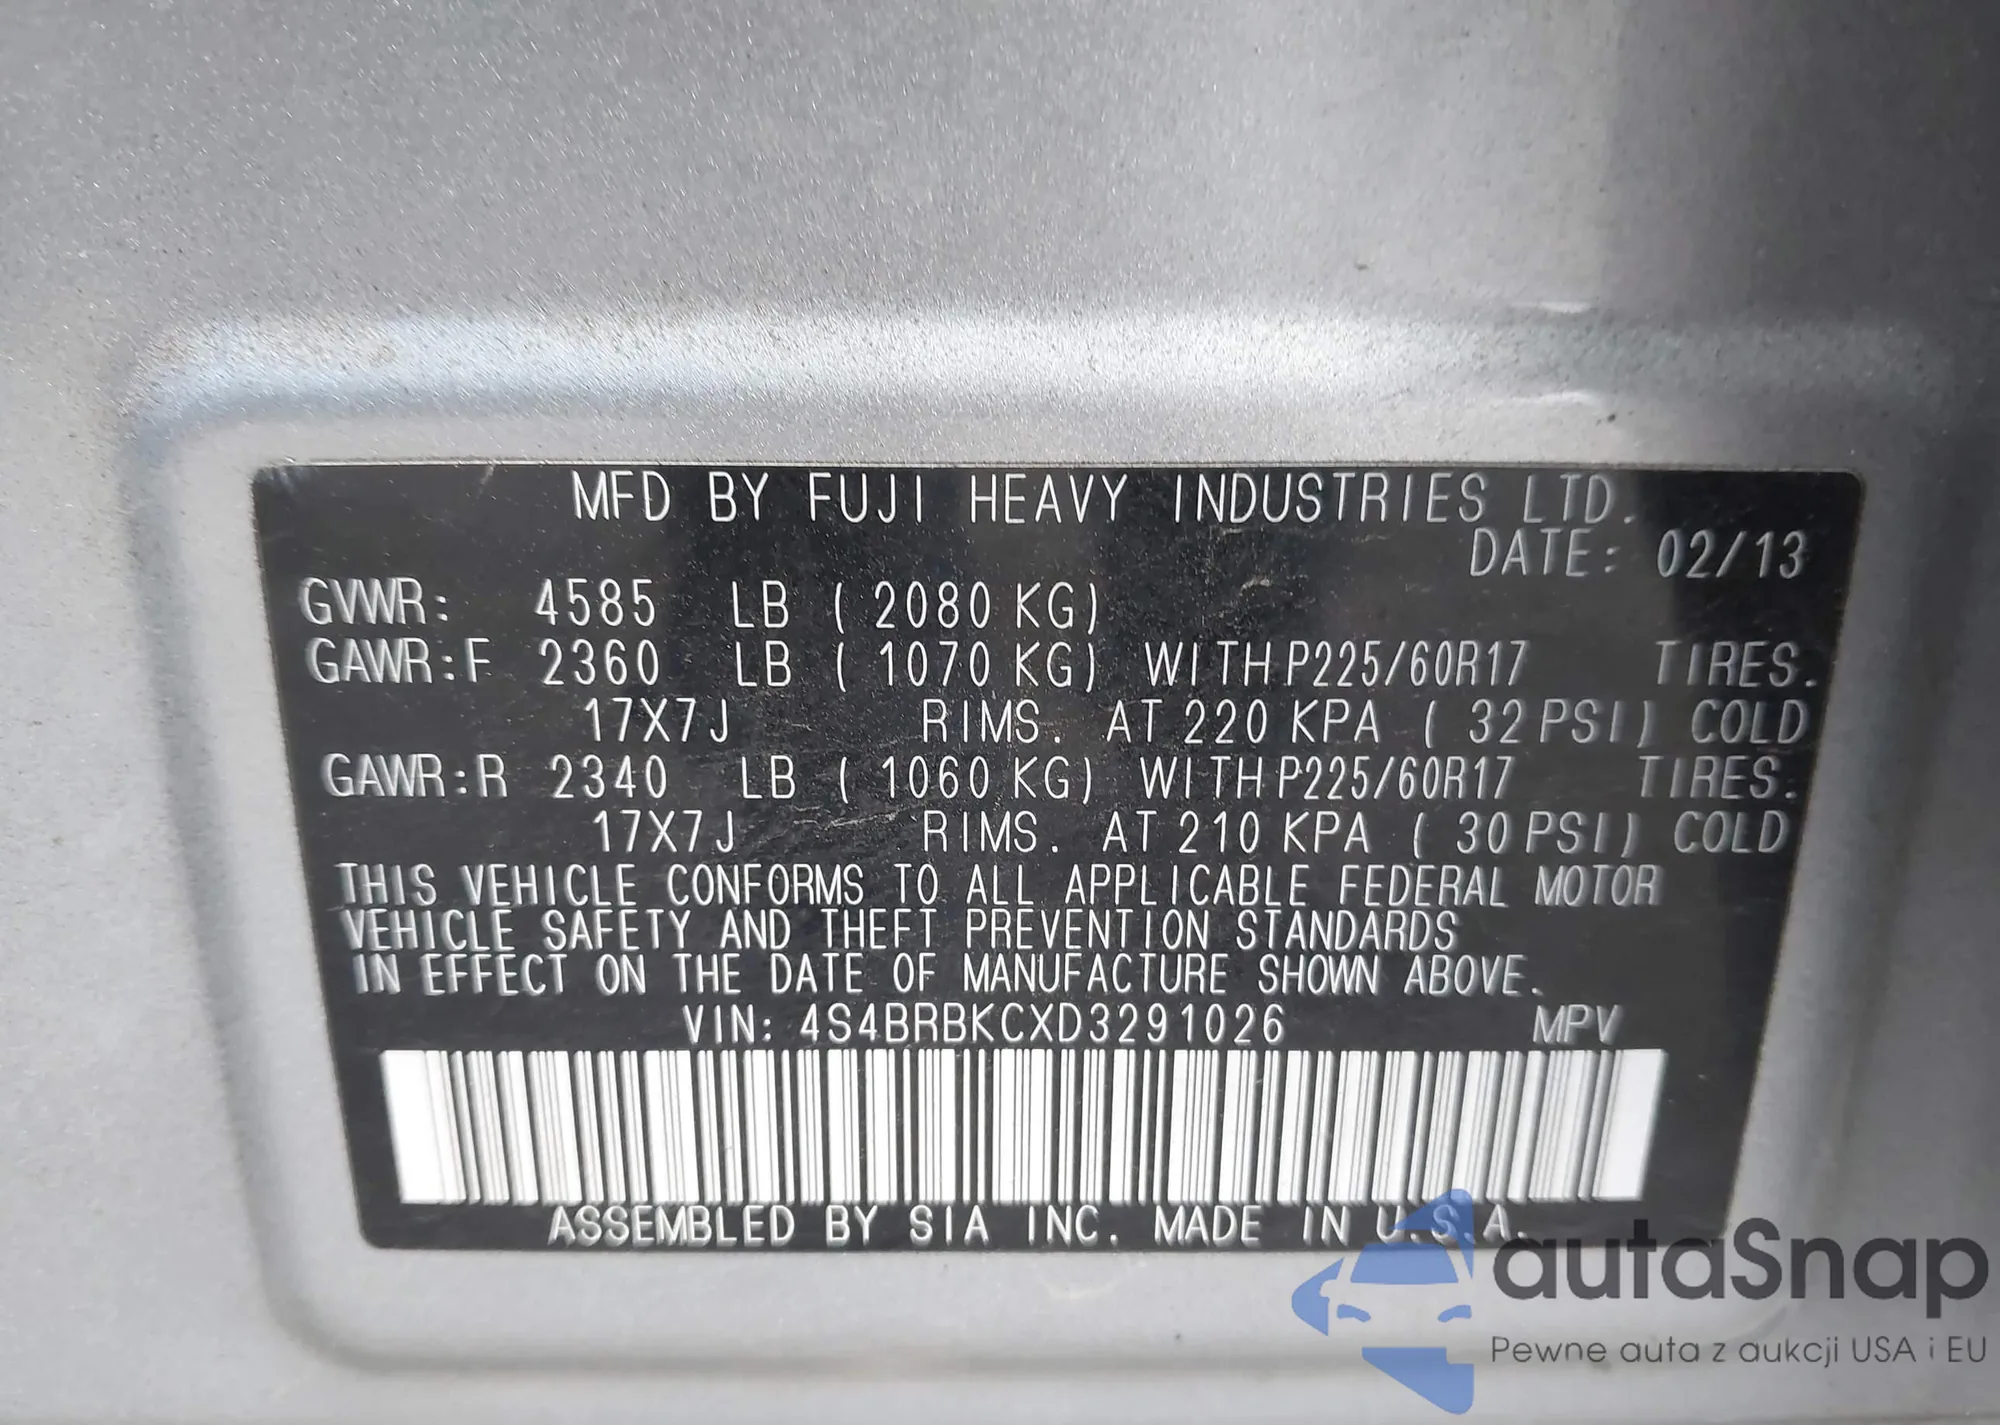 MFD BY FUJI HEAVY INDUSTRIES LTD.
DATE: 02/13
GVWR: 4585 LB ( 2080 KG)
GAWR:F 2360 LB ( 1070 KG) WITH P225/60R17 TIRES.
17X7J RIMS. AT 220 KPA ( 32 PSI) COLD
GAWR:R 2340 LB ( 1060 KG) WITH P225/60R17 TIRES.
17X7J RIMS. AT 210 KPA ( 30 PSI) COLD
THIS VEHICLE CONFORMS TO ALL APPLICABLE FEDERAL MOTOR
VEHICLE SAFETY AND THEFT PREVENTION STANDARDS
IN EFFECT ON THE DATE OF MANUFACTURE SHOWN ABOVE.
VIN: 4S4BRBKCXD3291026 MPV
ASSEMBLED BY SIA INC. MADE IN U.S.A.
autaSnap
Pewne auta z aukcji USA i EU